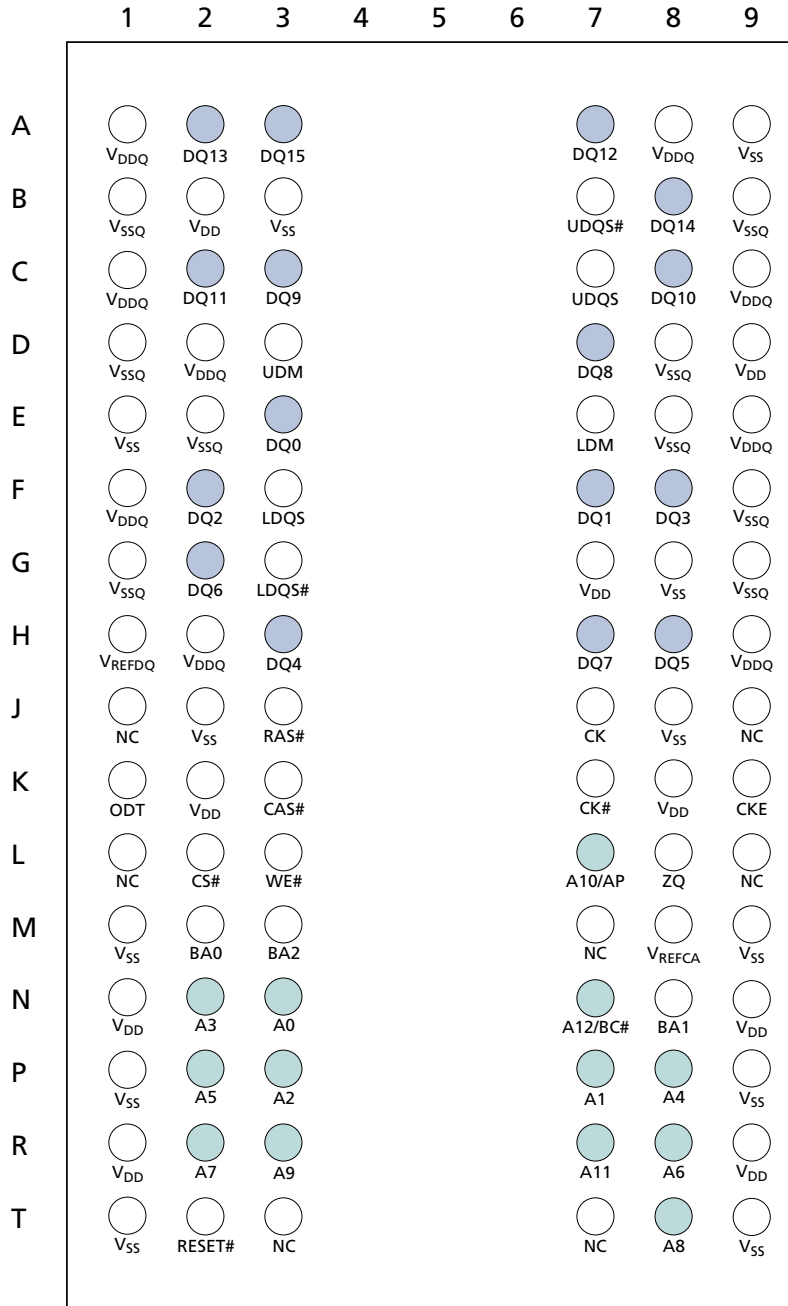 1 2 3 4 5 6 7 8 9
A
VDDQ DQ13 DQ15 DQ12 VDDQ VSS
B
VSSQ VDD VSS UDQS# DQ14 VSSQ
C
VDDQ DQ11 DQ9 UDQS DQ10 VDDQ
D
VSSQ VDDQ UDM DQ8 VSSQ VDD
E
VSS VSSQ DQ0 LDM VSSQ VDDQ
F
VDDQ DQ2 LDQS DQ1 DQ3 VSSQ
G
VSSQ DQ6 LDQS# VDD VSS VSSQ
H
VREFDQ VDDQ DQ4 DQ7 DQ5 VDDQ
J
NC VSS RAS# CK VSS NC
K
ODT VDD CAS# CK# VDD CKE
L
NC CS# WE# A10/AP ZQ NC
M
VSS BA0 BA2 NC VREFCA VSS
N
VDD A3 A0 A12/BC# BA1 VDD
P
VSS A5 A2 A1 A4 VSS
R
VDD A7 A9 A11 A6 VDD
T
VSS RESET# NC NC A8 VSS